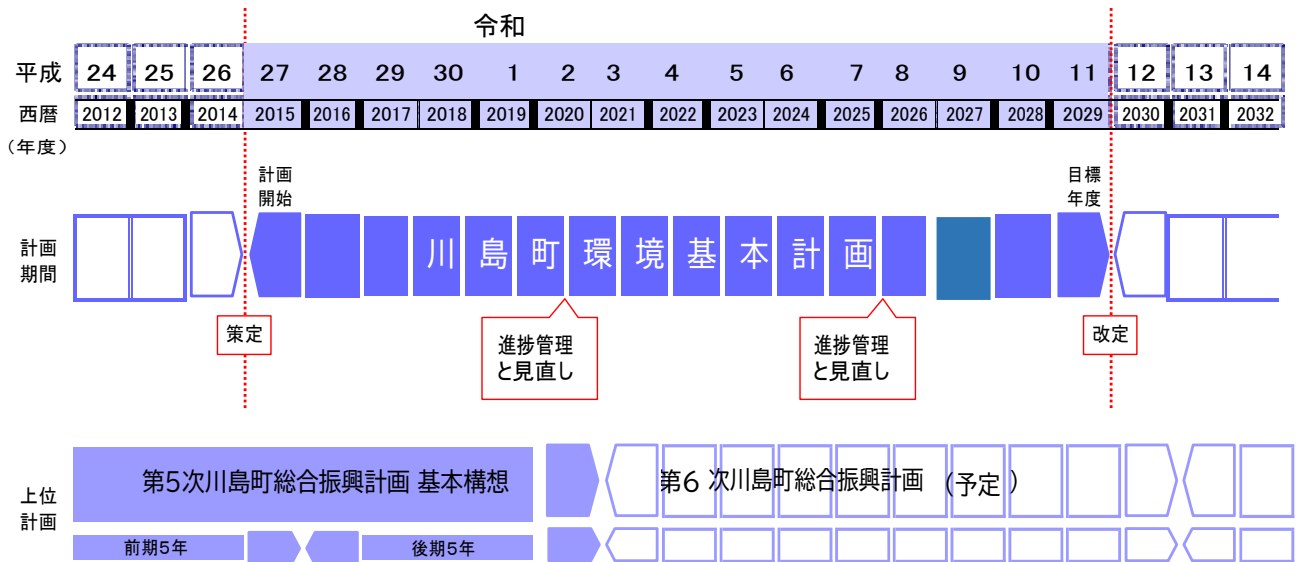 令和
平成 24 25 26 27 28 29 30 1 2 3 4 5 6 7 8 9 10 11 12 13 14
西暦 2012 2013 2014 2015 2016 2017 2018 2019 2020 2021 2022 2023 2024 2025 2026 2027 2028 2029 2030 2031 2032
(年度)
計画
開始
目標
年度
計画
期間
川島町環境基本計画
策定
進捗管理
と見直し
進捗管理
と見直し
改定
上位
計画
第5次川島町総合振興計画 基本構想
第6 次川島町総合振興計画 (予定 )
前期5年
後期5年